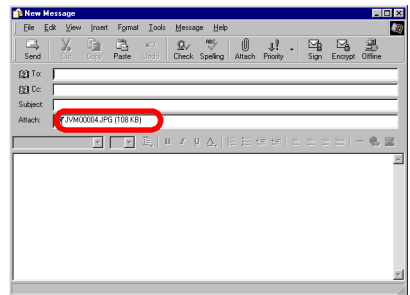 New Message
File Edit View Insert Format Tools Message Help
Send Cut Copy Paste Undo Check Spelling Attach Priority Sign Encrypt Offline
To:
Cc:
Subject:
Attach: JVM00004.JPG (108 KB)
B I U A